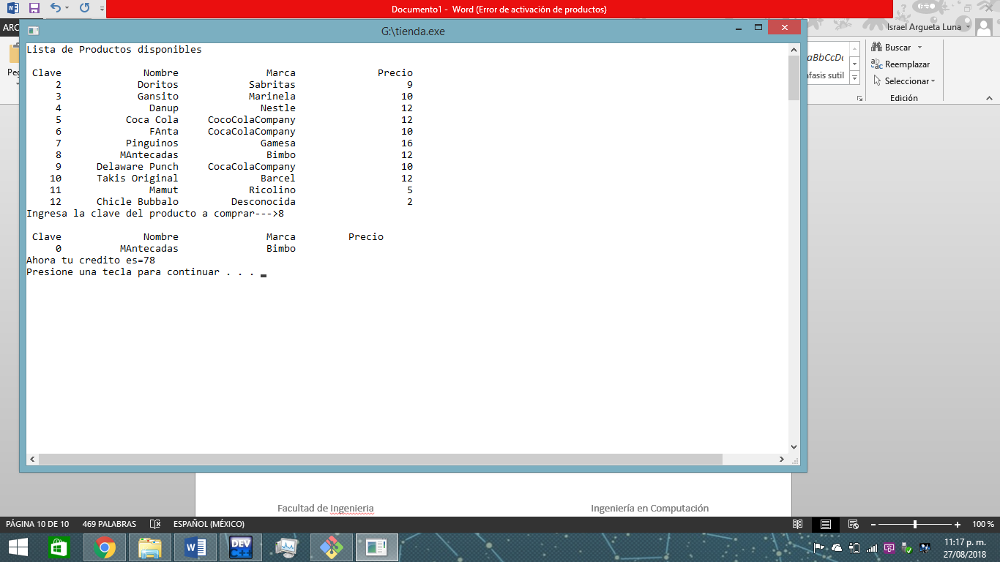 Documento1 - Word (Error de activación de productos)
ARC
Israel Argueta Luna
G:\tienda.exe
Peg
Buscar
Reemplazar
Seleccionar
Edición
aBbCcDc
nfasis sutil
Lista de Productos disponibles
Clave Nombre Marca Precio
2 Doritos Sabritas 9
3 Gansito Marinela 10
4 Danup Nestle 12
5 Coca Cola CocoColaCompany 12
6 FAnta CocaColaCompany 10
7 Pinguinos Gamesa 16
8 MAntecadas Bimbo 12
9 Delaware Punch CocaColaCompany 10
10 Takis Original Barcel 12
11 Mamut Ricolino 5
12 Chicle Bubbalo Desconocida 2
Ingresa la clave del producto a comprar--->8
Clave Nombre Marca Precio
0 MAntecadas Bimbo
Ahora tu credito es=78
Presione una tecla para continuar . . .
Facultad de Ingenieria Ingeniería en Computación
PÁGINA 10 DE 10 469 PALABRAS ESPAÑOL (MÉXICO) 100 %
DEV C++
11:17 p. m.
27/08/2018